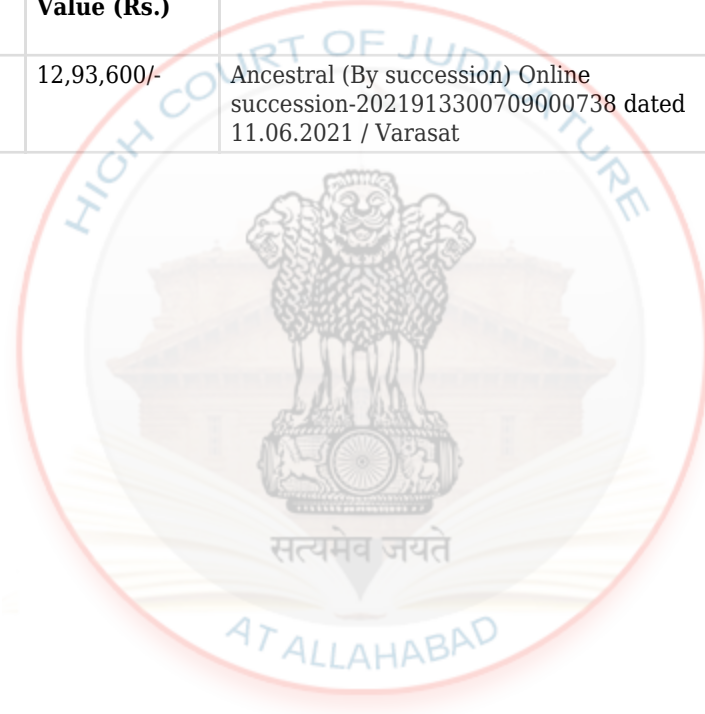 Value (Rs.)
12,93,600/-
Ancestral (By succession) Online
succession-2021913300709000738 dated
11.06.2021 / Varasat
HIGH COURT OF JUDICATURE
सत्यमेव जयते
AT ALLAHABAD